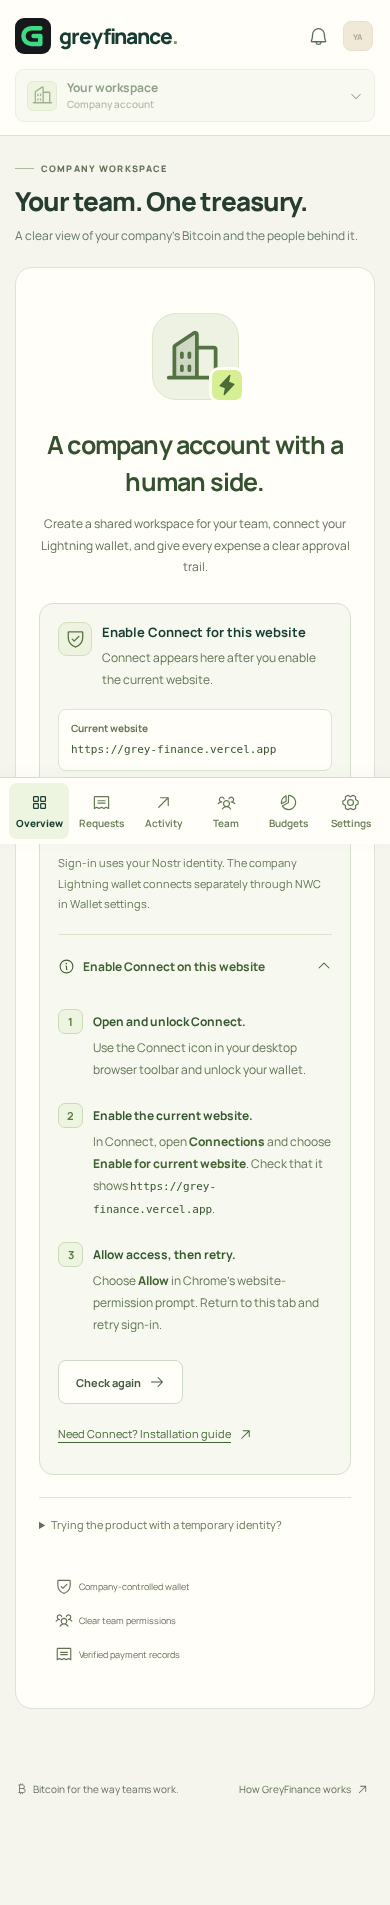 greyfinance.
YA
Your workspace
Company account
COMPANY WORKSPACE
Your team. One treasury.
A clear view of your company's Bitcoin and the people behind it.
A company account with a
human side.
Create a shared workspace for your team, connect your
Lightning wallet, and give every expense a clear approval
trail.
Enable Connect for this website
Connect appears here after you enable
the current website.
Current website
https://grey-finance.vercel.app
Overview
Requests
Activity
Team
Budgets
Settings
Sign-in uses your Nostr identity. The company
Lightning wallet connects separately through NWC
in Wallet settings.
Enable Connect on this website
1
Open and unlock Connect.
Use the Connect icon in your desktop
browser toolbar and unlock your wallet.
2
Enable the current website.
In Connect, open Connections and choose
Enable for current website. Check that it
shows https://grey-
finance.vercel.app.
3
Allow access, then retry.
Choose Allow in Chrome's website-
permission prompt. Return to this tab and
retry sign-in.
Check again
Need Connect? Installation guide
Trying the product with a temporary identity?
Company-controlled wallet
Clear team permissions
Verified payment records
Bitcoin for the way teams work.
How GreyFinance works